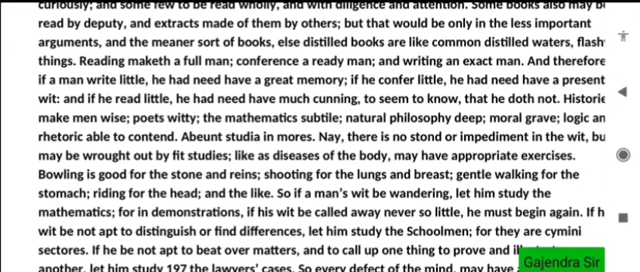 curiously; and some few to be read wholly, and with diligence and attention. Some books also may
read by deputy, and extracts made of them by others; but that would be only in the less important
arguments, and the meaner sort of books, else distilled books are like common distilled waters, flash
things. Reading maketh a full man; conference a ready man; and writing an exact man. And therefore
if a man write little, he had need have a great memory; if he confer little, he had need have a present
wit: and if he read little, he had need have much cunning, to seem to know, that he doth not. Historie
make men wise; poets witty; the mathematics subtile; natural philosophy deep; moral grave; logic an
rhetoric able to contend. Abeunt studia in mores. Nay, there is no stond or impediment in the wit, bu
may be wrought out by fit studies; like as diseases of the body, may have appropriate exercises.
Bowling is good for the stone and reins; shooting for the lungs and breast; gentle walking for the
stomach; riding for the head; and the like. So if a man's wit be wandering, let him study the
mathematics; for in demonstrations, if his wit be called away never so little, he must begin again. If h
wit be not apt to distinguish or find differences, let him study the Schoolmen; for they are cymini
sectores. If he be not apt to beat over matters, and to call up one thing to prove and
another, let him study 197 the lawyers' cases. So every defect of the mind, may have
Gajendra Sir